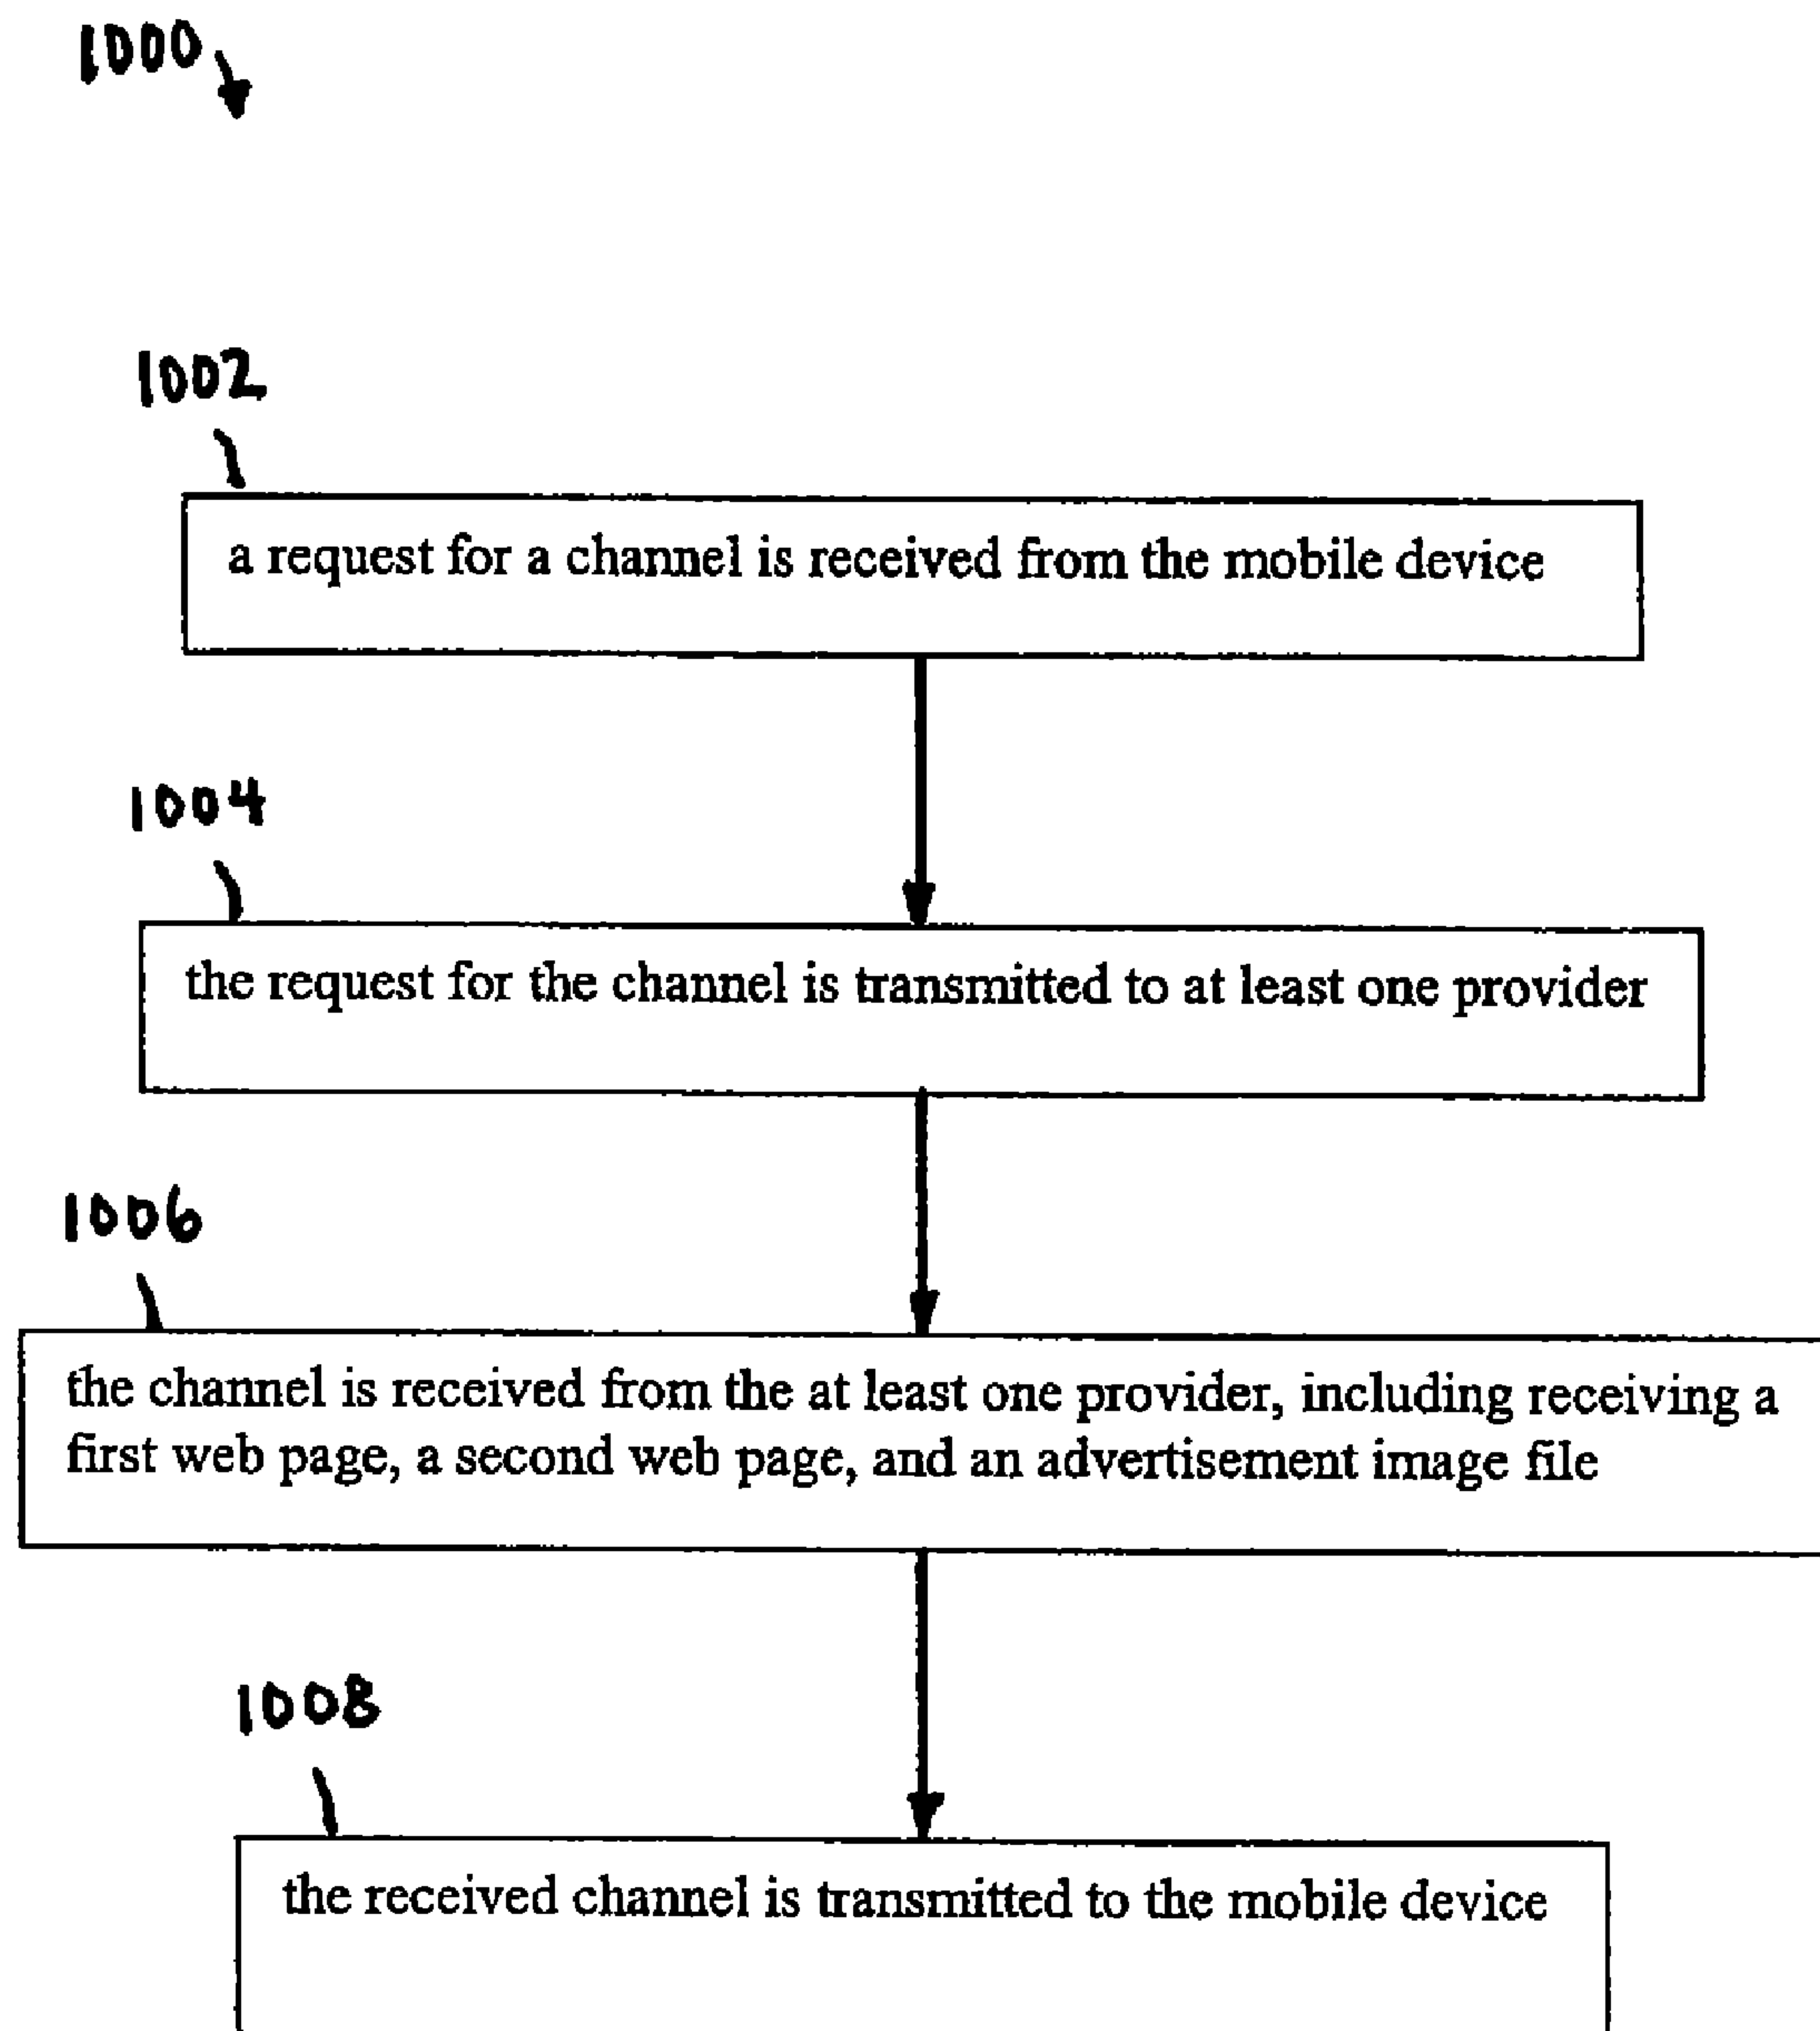 1000
1002
a request for a channel is received from the mobile device
1004
the request for the channel is transmitted to at least one provider
1006
the channel is received from the at least one provider, including receiving a
first web page, a second web page, and an advertisement image file
1008
the received channel is transmitted to the mobile device